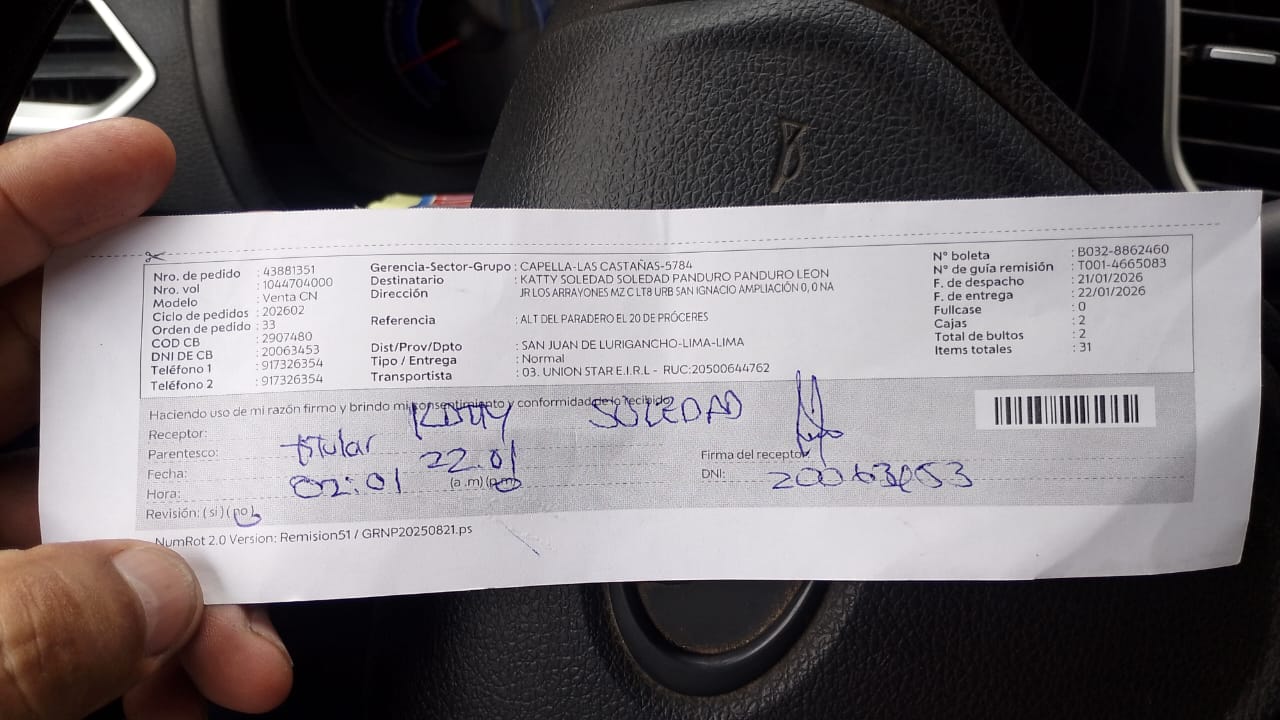 Nro. de pedido : 43881351
Nro. vol : 1044704000
Modelo : Venta CN
Ciclo de pedidos : 202602
Orden de pedido : 33
COD CB : 2907480
DNI DE CB : 20063453
Teléfono 1 : 917326354
Teléfono 2 : 917326354
Gerencia-Sector-Grupo : CAPELLA-LAS CASTAÑAS-5784
Destinatario : KATTY SOLEDAD SOLEDAD PANDURO PANDURO LEON
Dirección JR LOS ARRAYONES MZ C LT8 URB SAN IGNACIO AMPLIACIÓN 0, 0 NA
Referencia : ALT DEL PARADERO EL 20 DE PRÓCERES
Dist/Prov/Dpto : SAN JUAN DE LURIGANCHO-LIMA-LIMA
Tipo / Entrega : Normal
Transportista : 03. UNION STAR E.I.R.L - RUC:20500644762
N° boleta : B032-8862460
N° de guía remisión : T001-4665083
F. de despacho : 21/01/2026
F. de entrega : 22/01/2026
Fullcase : 0
Cajas : 2
Total de bultos : 2
Items totales : 31
Haciendo uso de mi razón firmo y brindo mi consentimiento y conformidad de lo recibido
Receptor: Katty SOLEDAD
Parentesco: titular
Fecha: 22.01
Hora: 02:01 (a.m) (p.m)
Revisión: (si) (no)
Firma del receptor
DNI: 20063453
NumRot 2.0 Version: Remision51 / GRNP20250821.ps